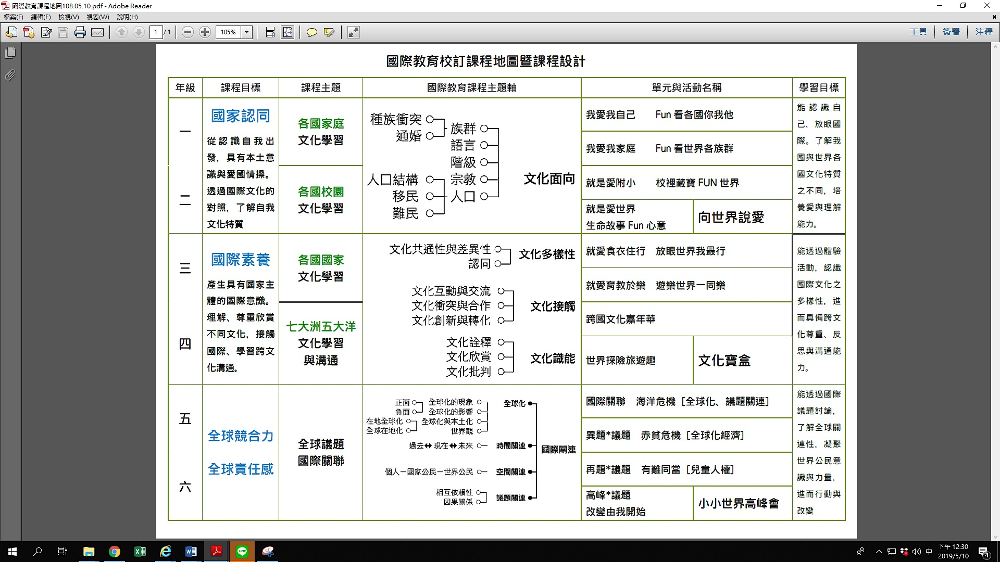 國際教育課程地圖108.05.10.pdf - Adobe Reader
檔案(F) 編輯(E) 檢視(V) 視窗(W) 說明(H)
1 / 1 105% 工具 簽署 注釋
國際教育校訂課程地圖暨課程設計
年級 課程目標 課程主題 國際教育課程主題軸 單元與活動名稱 學習目標
一
二
國家認同
從認識自我出
發，具有本土意
識與愛國情操。
透過國際文化的
對照，了解自我
文化特質
各國家庭
文化學習
各國校園
文化學習
種族衝突
通婚
族群
語言
階級
宗教
人口
人口結構
移民
難民
文化面向
我愛我自己 Fun 看各國你我他
我愛我家庭 Fun 看世界各族群
就是愛附小 校裡藏寶 FUN 世界
就是愛世界
生命故事 Fun 心意
向世界說愛
能認識自
己，放眼國
際。了解我
國與世界各
國文化特質
之不同，培
養愛與理解
能力。
三
四
國際素養
產生具有國家主
體的國際意識。
理解、尊重欣賞
不同文化，接觸
國際、學習跨文
化溝通。
各國國家
文化學習
七大洲五大洋
文化學習
與溝通
文化共通性與差異性
認同
文化多樣性
文化互動與交流
文化衝突與合作
文化創新與轉化
文化接觸
文化詮釋
文化欣賞
文化批判
文化識能
就愛食衣住行 放眼世界我最行
就愛育教於樂 遊樂世界一同樂
跨國文化嘉年華
世界探險旅遊趣
文化寶盒
能透過體驗
活動，認識
國際文化之
多樣性，進
而具備跨文
化尊重、反
思與溝通能
力。
五
六
全球競合力
全球責任感
全球議題
國際關聯
正面
負面
在地全球化
全球在地化
全球化的現象
全球化的影響
全球化與本土化
世界觀
全球化
過去⇔現在⇔未來
時間關連
個人－國家公民－世界公民
空間關連
相互依賴性
因果關係
議題關連
國際關連
國際關聯 海洋危機［全球化、議題關連］
異題*議題 赤貧危機［全球化經濟］
再題*議題 有難同當［兒童人權］
高峰*議題
改變由我開始
小小世界高峰會
能透過國際
議題討論，
了解全球關
連性，凝聚
世界公民意
識與力量，
進而行動與
改變
LINE
中
下午 12:30
2019/5/10
4